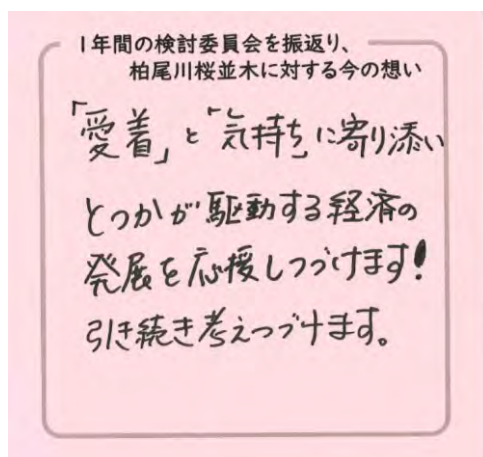 1年間の検討委員会を振返り、
柏尾川桜並木に対する今の想い
「愛着」と「気持ち」に寄り添い
とつかが駆動する経済の
発展を応援しつづけます!
引き続き考えつづけます。